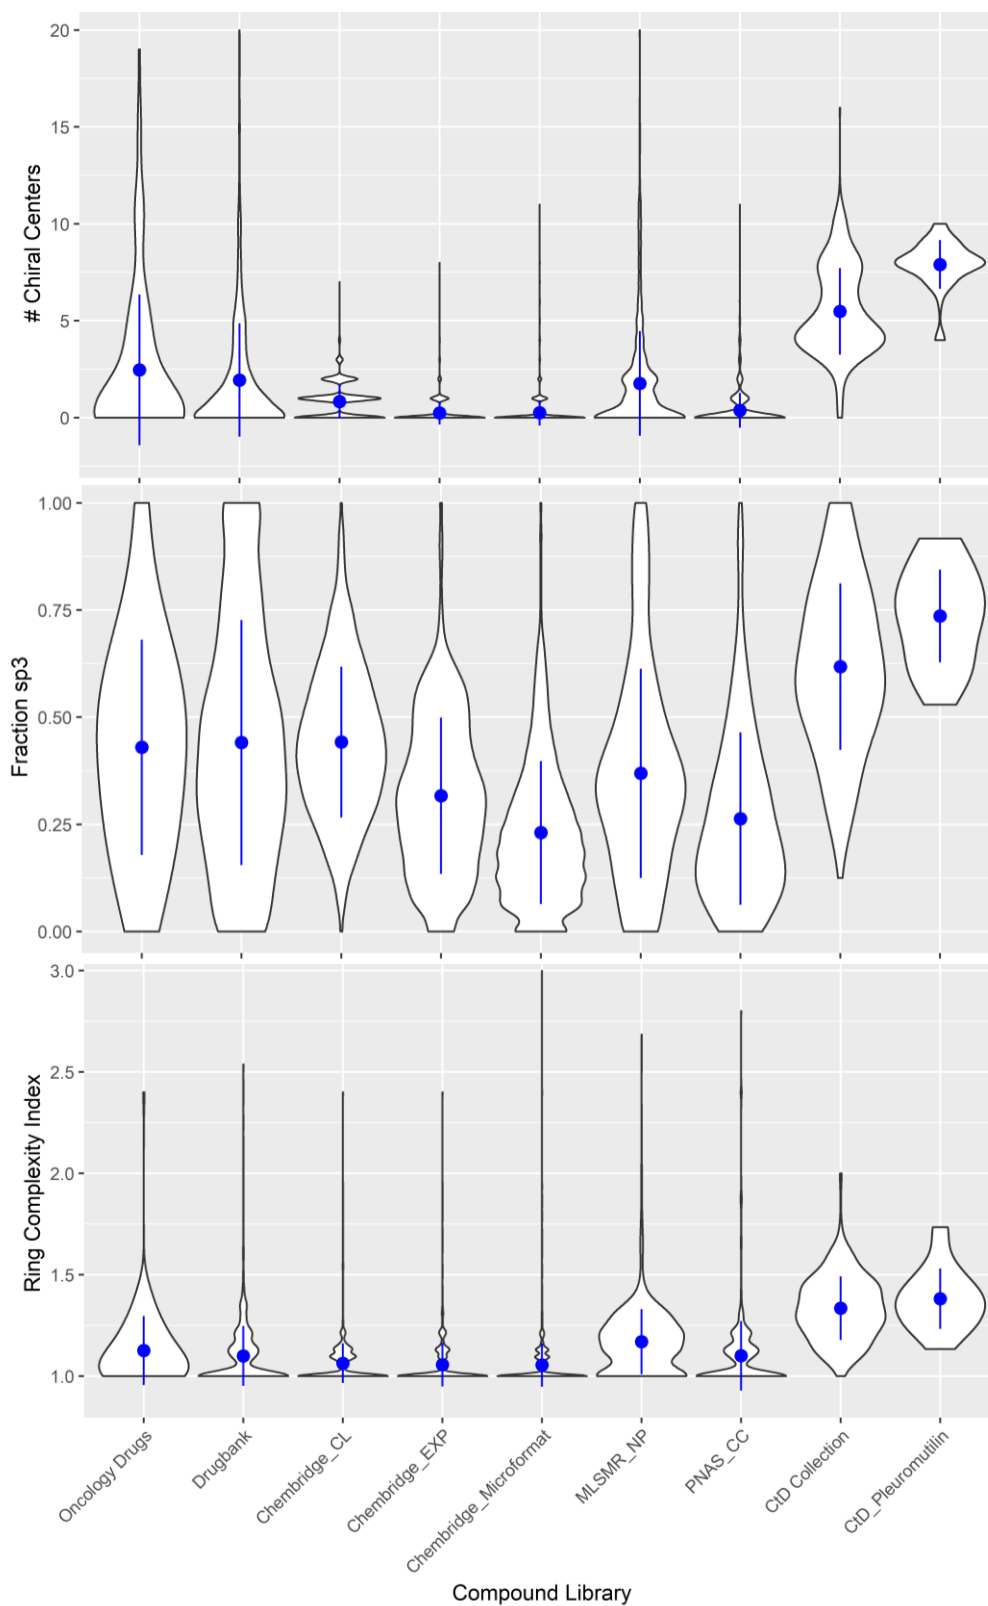 # Chiral Centers
20
15
10
5
0
Fraction sp3
1.00
0.75
0.50
0.25
0.00
Ring Complexity Index
3.0
2.5
2.0
1.5
1.0
Oncology Drugs
Drugbank
Chembridge_CL
Chembridge_EXP
Chembridge_Microformat
MLSMR_NP
PNAS_CC
CtD Collection
CtD_Pleuromutilin
Compound Library